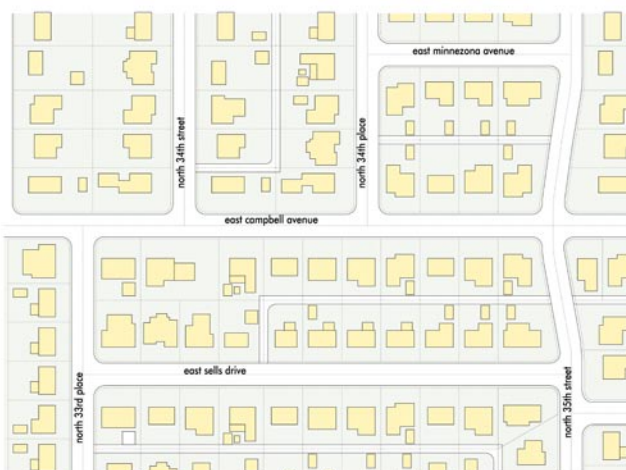 east minnezona avenue
north 34th street
north 34th place
east campbell avenue
east sells drive
north 33rd place
north 35th street